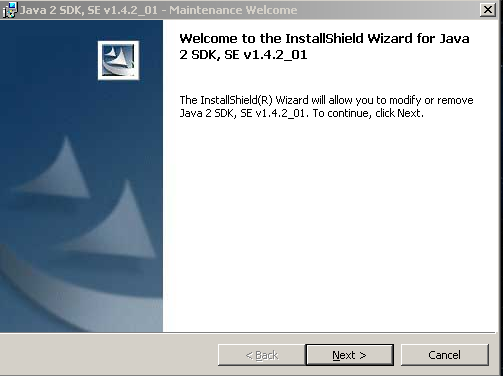 Java 2 SDK, SE v1.4.2_01 - Maintenance Welcome
Welcome to the InstallShield Wizard for Java
2 SDK, SE v1.4.2_01
The InstallShield(R) Wizard will allow you to modify or remove
Java 2 SDK, SE v1.4.2_01. To continue, click Next.
< Back
Next >
Cancel